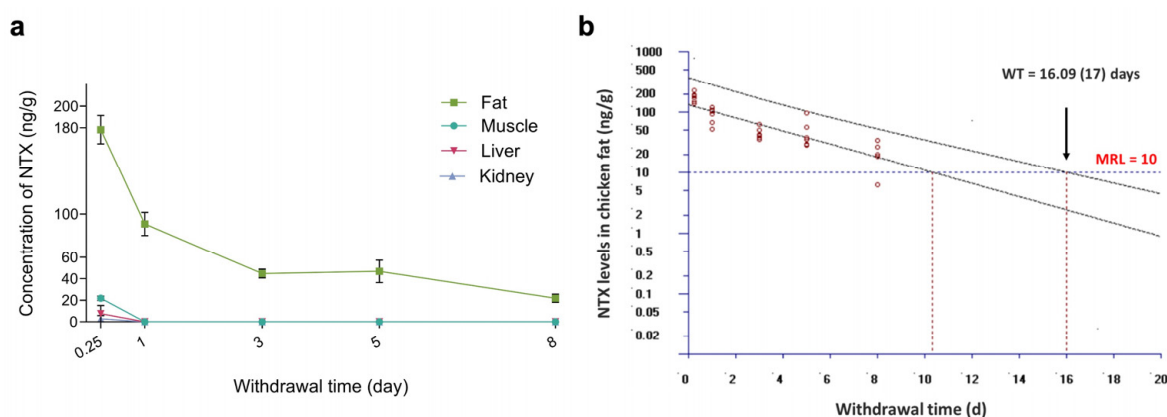 a
Concentration of NTX (ng/g)
200
180
100
60
40
20
0
0.25
1
3
5
8
Withdrawal time (day)
Fat
Muscle
Liver
Kidney
b
NTX levels in chicken fat (ng/g)
1000
500
200
100
50
20
10
5
2
1
0.5
0.2
0.1
0.05
0.02
WT = 16.09 (17) days
MRL = 10
0 2 4 6 8 10 12 14 16 18 20
Withdrawal time (d)